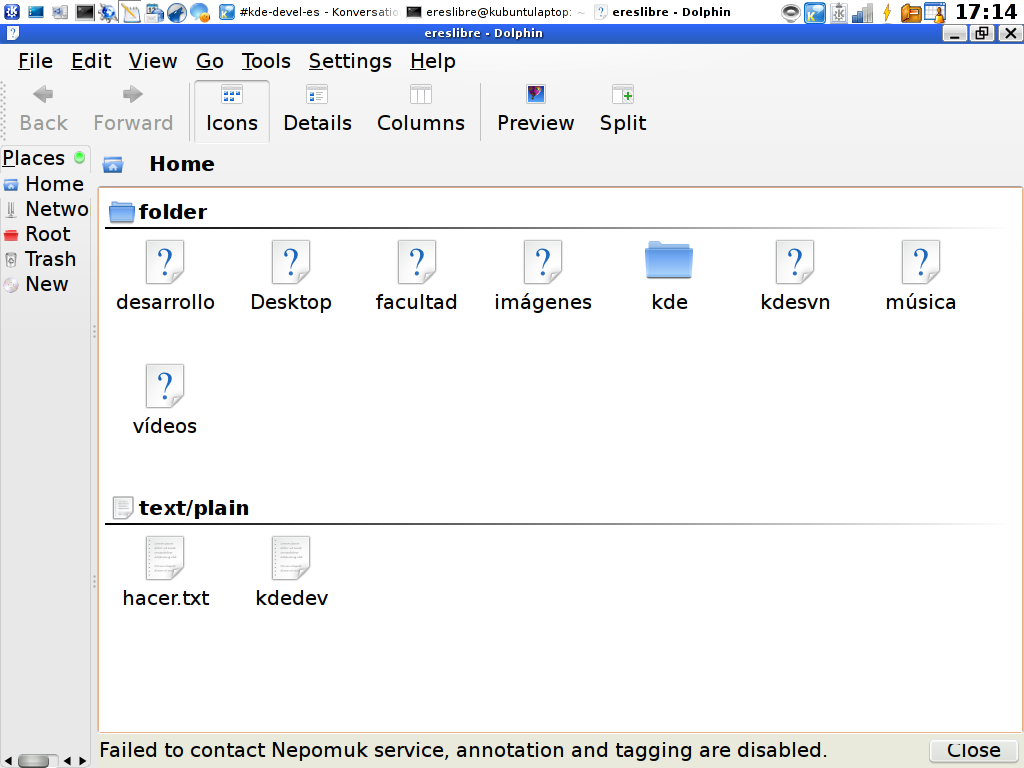 #kde-devel-es - Konversatio
ereslibre@kubuntulaptop: ~
ereslibre - Dolphin
17:14
ereslibre - Dolphin
File Edit View Go Tools Settings Help
Back Forward Icons Details Columns Preview Split
Places
Home
Netwo
Root
Trash
New
Home
folder
desarrollo Desktop facultad imágenes kde kdesvn música
vídeos
text/plain
hacer.txt kdedev
Failed to contact Nepomuk service, annotation and tagging are disabled. Close